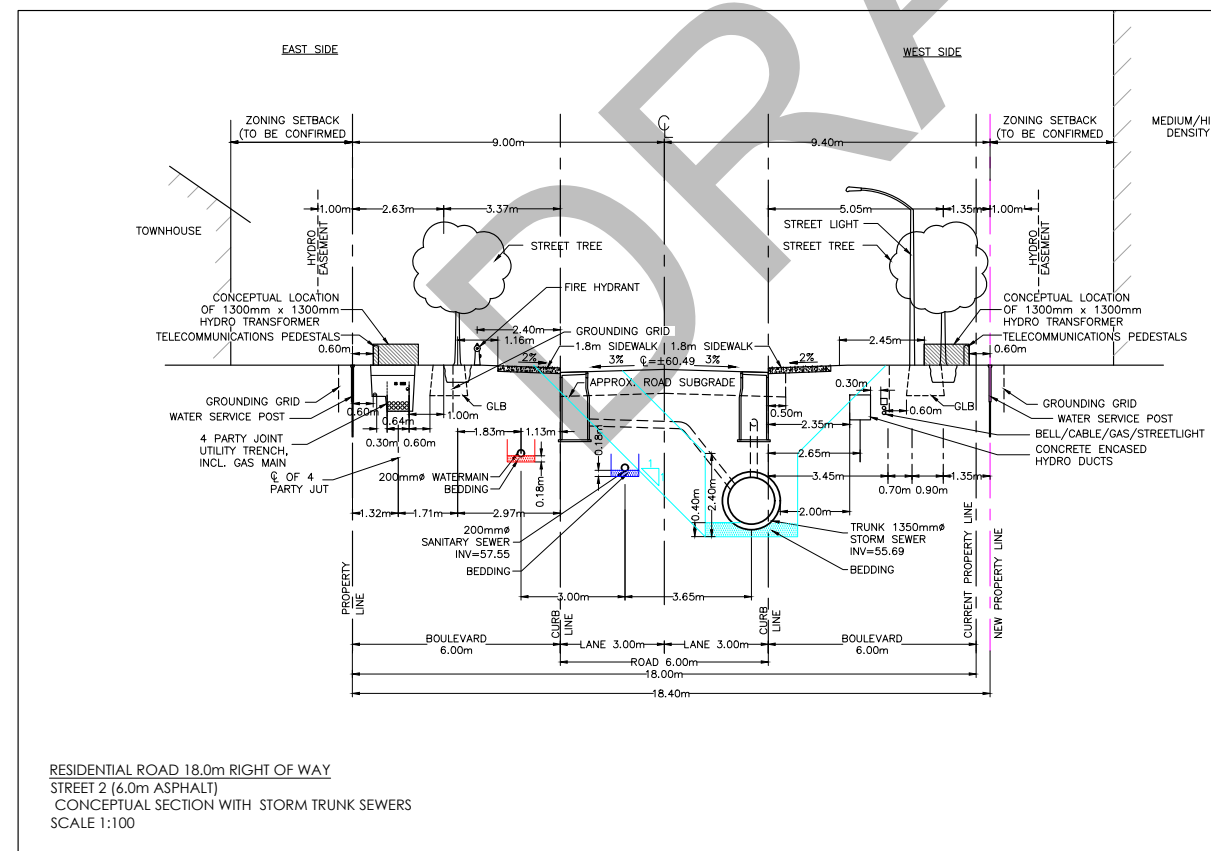 DRA
EAST SIDE
WEST SIDE
ZONING SETBACK
(TO BE CONFIRMED
ZONING SETBACK
(TO BE CONFIRMED
MEDIUM/HI
DENSITY
℄
9.00m
9.40m
1.00m
2.63m
3.37m
5.05m
1.35m
1.00m
TOWNHOUSE
HYDRO
EASEMENT
STREET TREE
STREET LIGHT
STREET TREE
HYDRO
EASEMENT
FIRE HYDRANT
CONCEPTUAL LOCATION
OF 1300mm x 1300mm
HYDRO TRANSFORMER
TELECOMMUNICATIONS PEDESTALS
0.60m
2.40m
1.16m
GROUNDING GRID
1.8m SIDEWALK
1.8m SIDEWALK
2%
3%
℄=±60.49
3%
2%
2.45m
CONCEPTUAL LOCATION
OF 1300mm x 1300mm
HYDRO TRANSFORMER
TELECOMMUNICATIONS PEDESTALS
0.60m
APPROX. ROAD SUBGRADE
GROUNDING GRID
WATER SERVICE POST
0.60m
0.64m
0.30m
0.60m
1.00m
GLB
4 PARTY JOINT
UTILITY TRENCH,
INCL. GAS MAIN
℄ OF 4
PARTY JUT
1.83m
1.13m
0.18m
0.50m
2.35m
2.65m
3.45m
0.30m
0.60m
GLB
GROUNDING GRID
WATER SERVICE POST
BELL/CABLE/GAS/STREETLIGHT
CONCRETE ENCASED
HYDRO DUCTS
200mmø WATERMAIN
BEDDING
0.18m
1
1
0.40m
2.40m
0.70m
0.90m
1.35m
2.00m
1.32m
1.71m
2.97m
200mmø
SANITARY SEWER
INV=57.55
BEDDING
TRUNK 1350mmø
STORM SEWER
INV=55.69
BEDDING
3.00m
3.65m
PROPERTY
LINE
CURB
LINE
CURB
LINE
CURRENT PROPERTY LINE
NEW PROPERTY LINE
BOULEVARD
6.00m
LANE 3.00m
LANE 3.00m
BOULEVARD
6.00m
ROAD 6.00m
18.00m
18.40m
RESIDENTIAL ROAD 18.0m RIGHT OF WAY
STREET 2 (6.0m ASPHALT)
CONCEPTUAL SECTION WITH STORM TRUNK SEWERS
SCALE 1:100